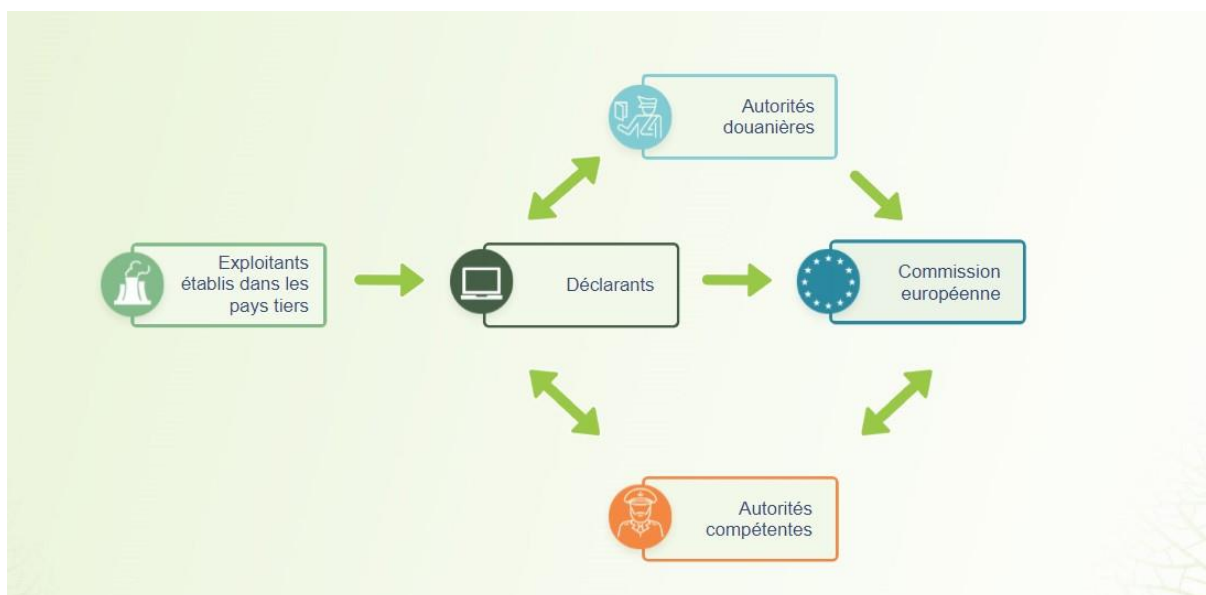 Autorités
douanières
Exploitants
établis dans les
pays tiers
Déclarants
Commission
européenne
Autorités
compétentes